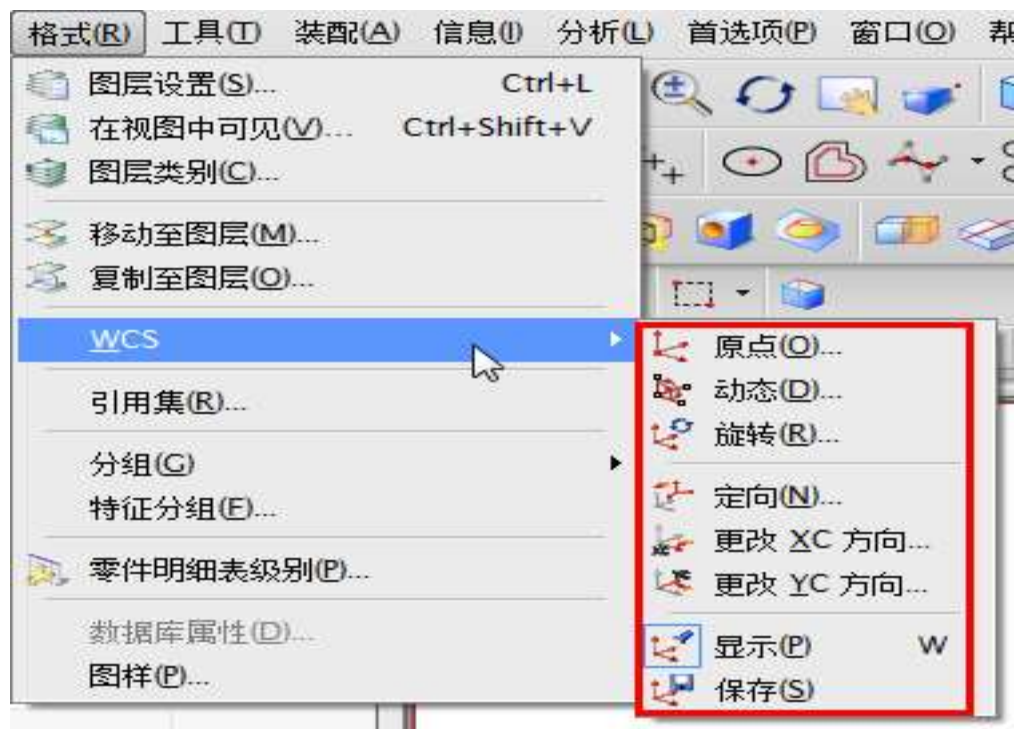 格式(R) 工具(T) 装配(A) 信息(I) 分析(L) 首选项(P) 窗口(O)
图层设置(S)... Ctrl+L
在视图中可见(V)... Ctrl+Shift+V
图层类别(C)...
移动至图层(M)...
复制至图层(O)...
WCS
引用集(R)...
分组(G)
特征分组(F)...
零件明细表级别(P)...
数据库属性(D)...
图样(P)...
原点(O)...
动态(D)...
旋转(R)...
定向(N)...
更改 XC 方向...
更改 YC 方向...
显示(P) W
保存(S)